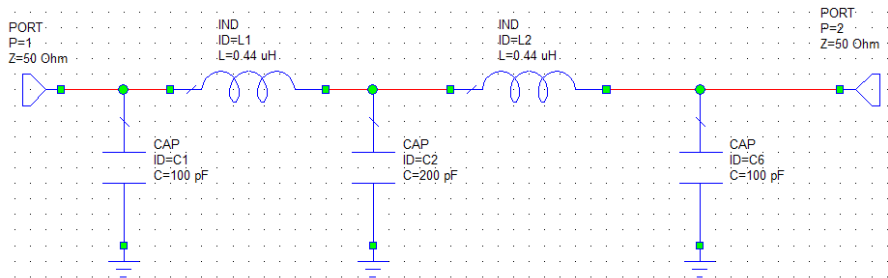 PORT
P=1
Z=50 Ohm
IND
ID=L1
L=0.44 uH
IND
ID=L2
L=0.44 uH
PORT
P=2
Z=50 Ohm
CAP
ID=C1
C=100 pF
CAP
ID=C2
C=200 pF
CAP
ID=C6
C=100 pF